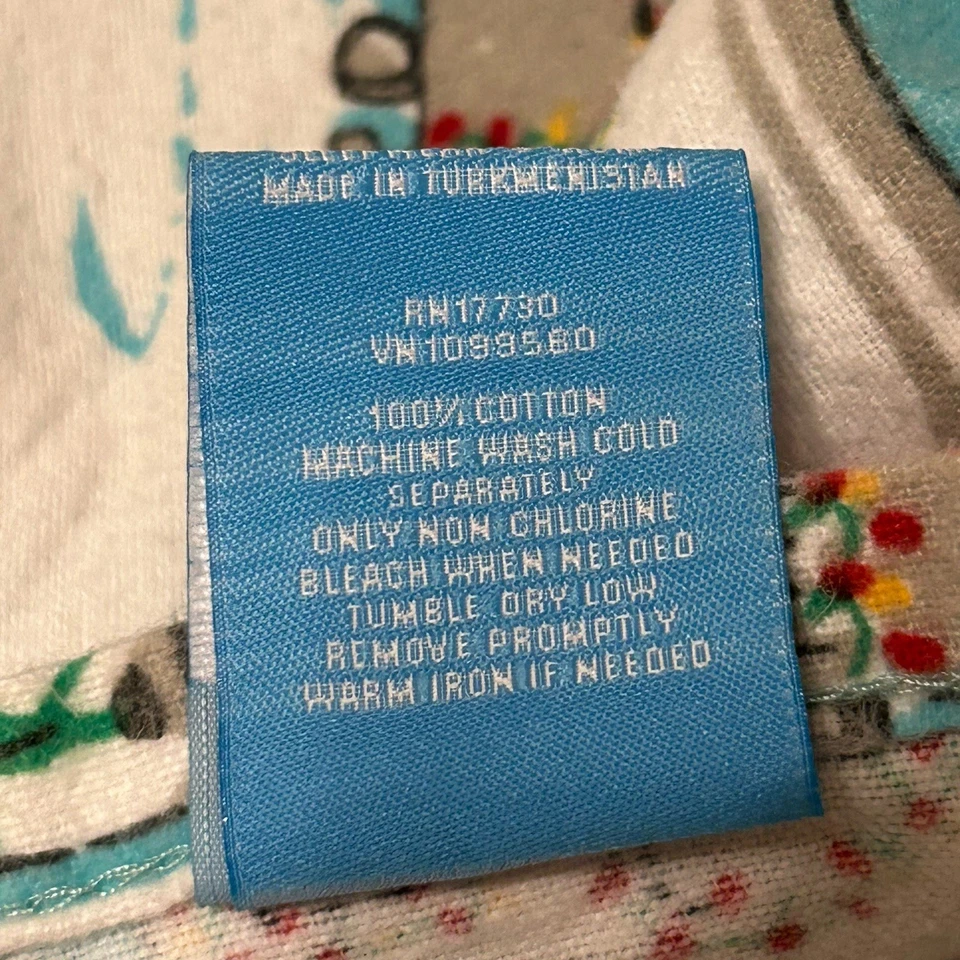 MADE IN TURKMENISTAN
RN17730
VN1099580
100% COTTON
MACHINE WASH COLD
SEPARATELY
ONLY NON CHLORINE
BLEACH WHEN NEEDED
TUMBLE DRY LOW
REMOVE PROMPTLY
WARM IRON IF NEEDED